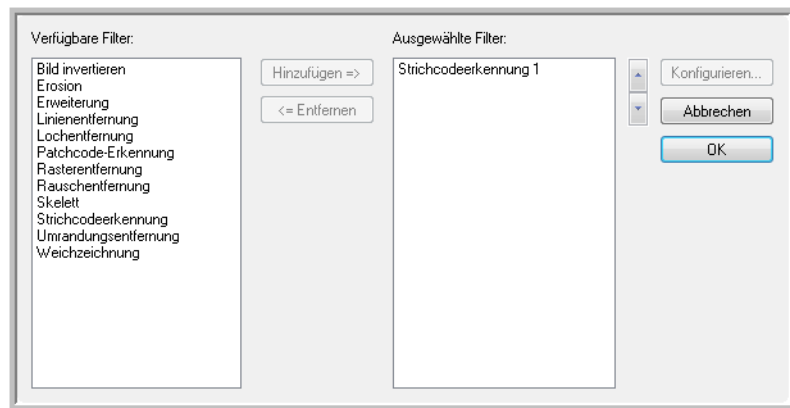 Verfügbare Filter:
Bild invertieren
Erosion
Erweiterung
Linienentfernung
Lochentfernung
Patchcode-Erkennung
Rasterentfernung
Rauschentfernung
Skelett
Strichcodeerkennung
Umrandungsentfernung
Weichzeichnung
Hinzufügen =>
<= Entfernen
Ausgewählte Filter:
Strichcodeerkennung 1
Konfigurieren...
Abbrechen
OK